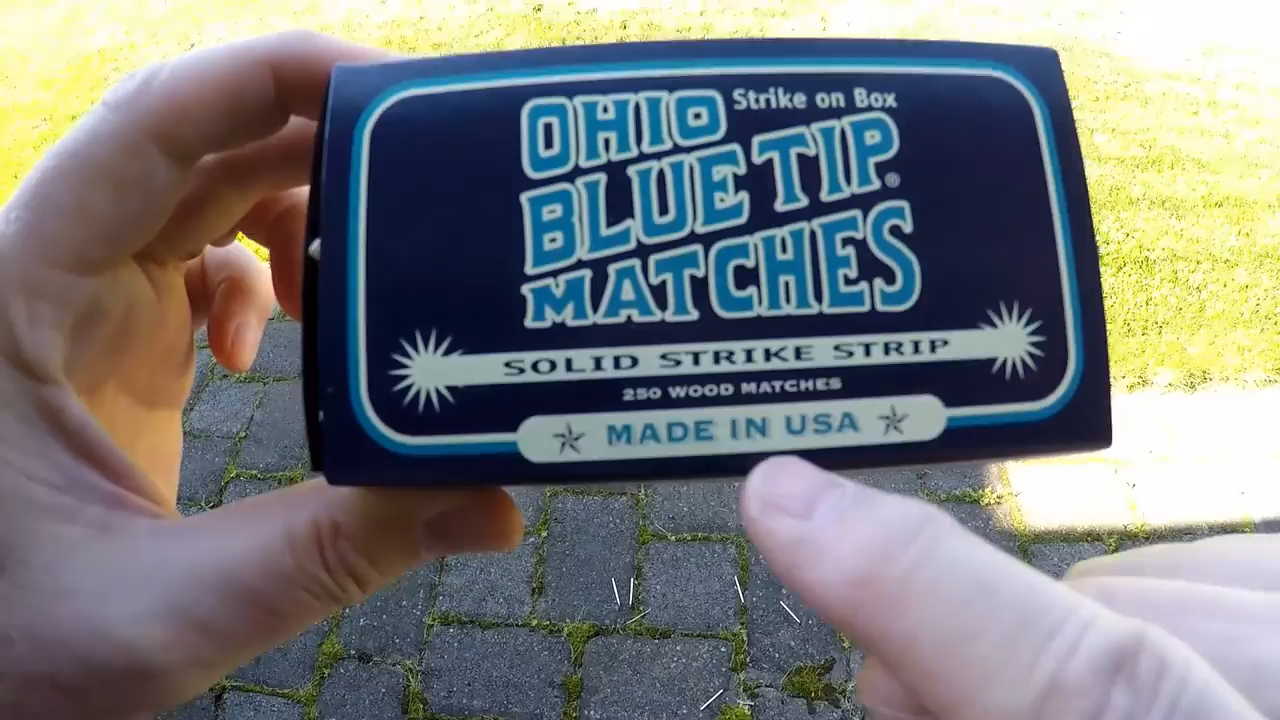 Strike on Box
OHIO
BLUE TIP®
MATCHES
SOLID STRIKE STRIP
250 WOOD MATCHES
MADE IN USA